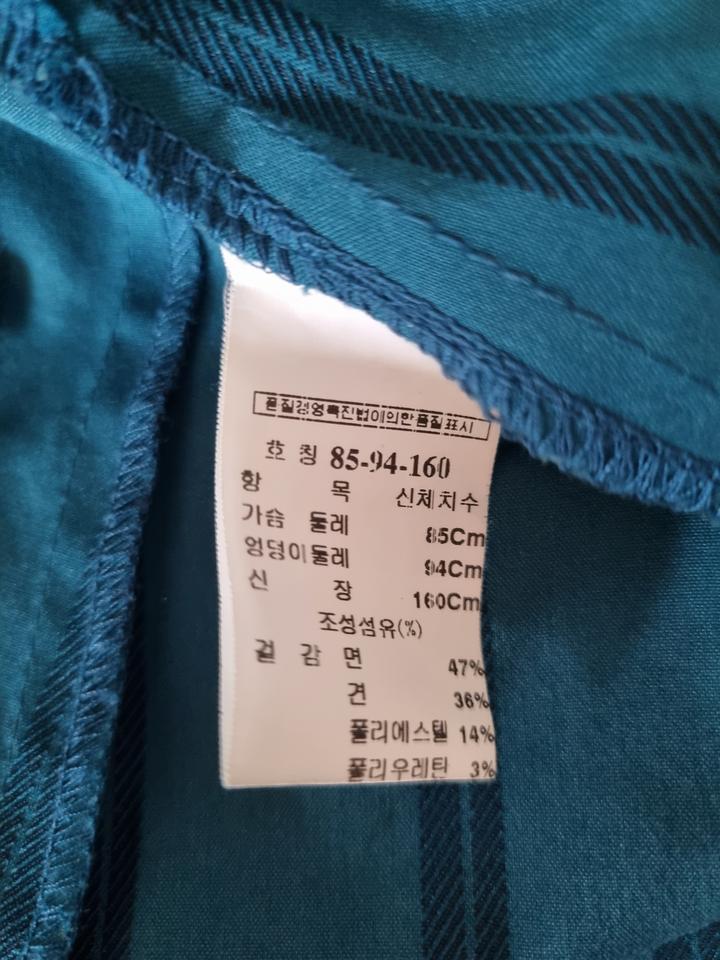 품질경영촉진법에의한품질표시
호 칭 85-94-160
항 목 신체치수
가슴 둘레 85Cm
엉덩이둘레 94Cm
신 장 160Cm
조성섬유(%)
겉 감 면 47%
견 36%
폴리에스텔 14%
폴리우레탄 3%